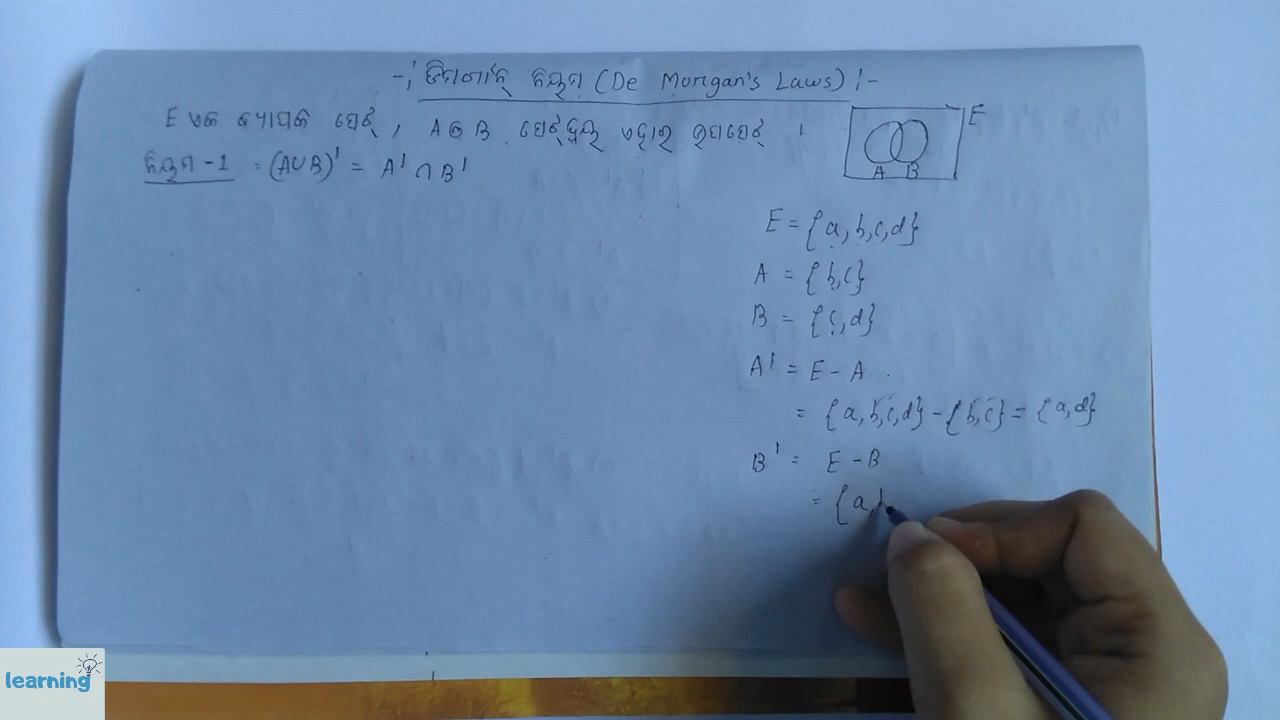 -: ଡିମର୍ଗାନ୍ ନିୟମ (De Morgan's Laws) :-
E ଏକ ବ୍ୟାପକ ସେଟ୍, A ଓ B ସେଟ୍‌ଦ୍ୱୟ ଏହାର ଉପସେଟ୍ ।
E
A B
ନିୟମ -1 = (A∪B)' = A' ∩ B'
E = {a, b, c, d}
A = {b, c}
B = {c, d}
A' = E - A
= {a, b, c, d} - {b, c} = {a, d}
B' = E - B
= {a,
learning